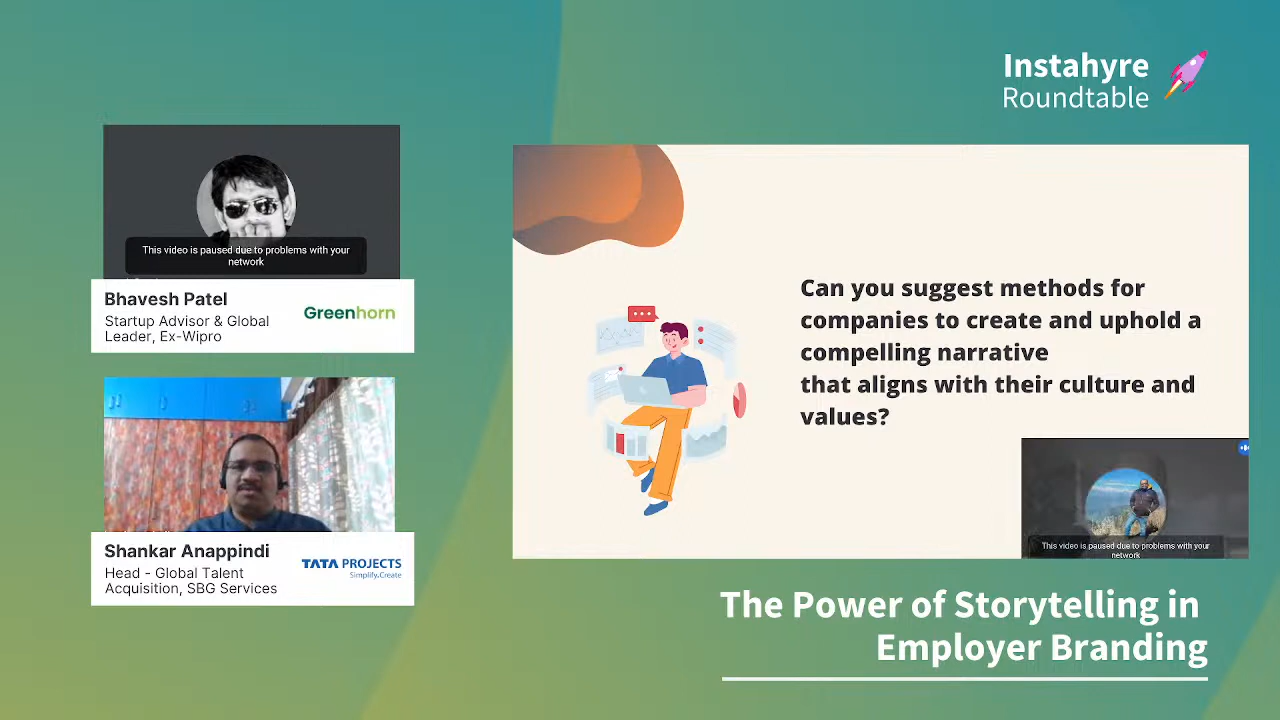 Instahyre
Roundtable
This video is paused due to problems with your
network
Bhavesh Patel
Startup Advisor & Global
Leader, Ex-Wipro
Greenhorn
Shankar Anappindi
Head - Global Talent
Acquisition, SBG Services
TATA PROJECTS
Simplify.Create
Can you suggest methods for
companies to create and uphold a
compelling narrative
that aligns with their culture and
values?
This video is paused due to problems with your
network
The Power of Storytelling in
Employer Branding